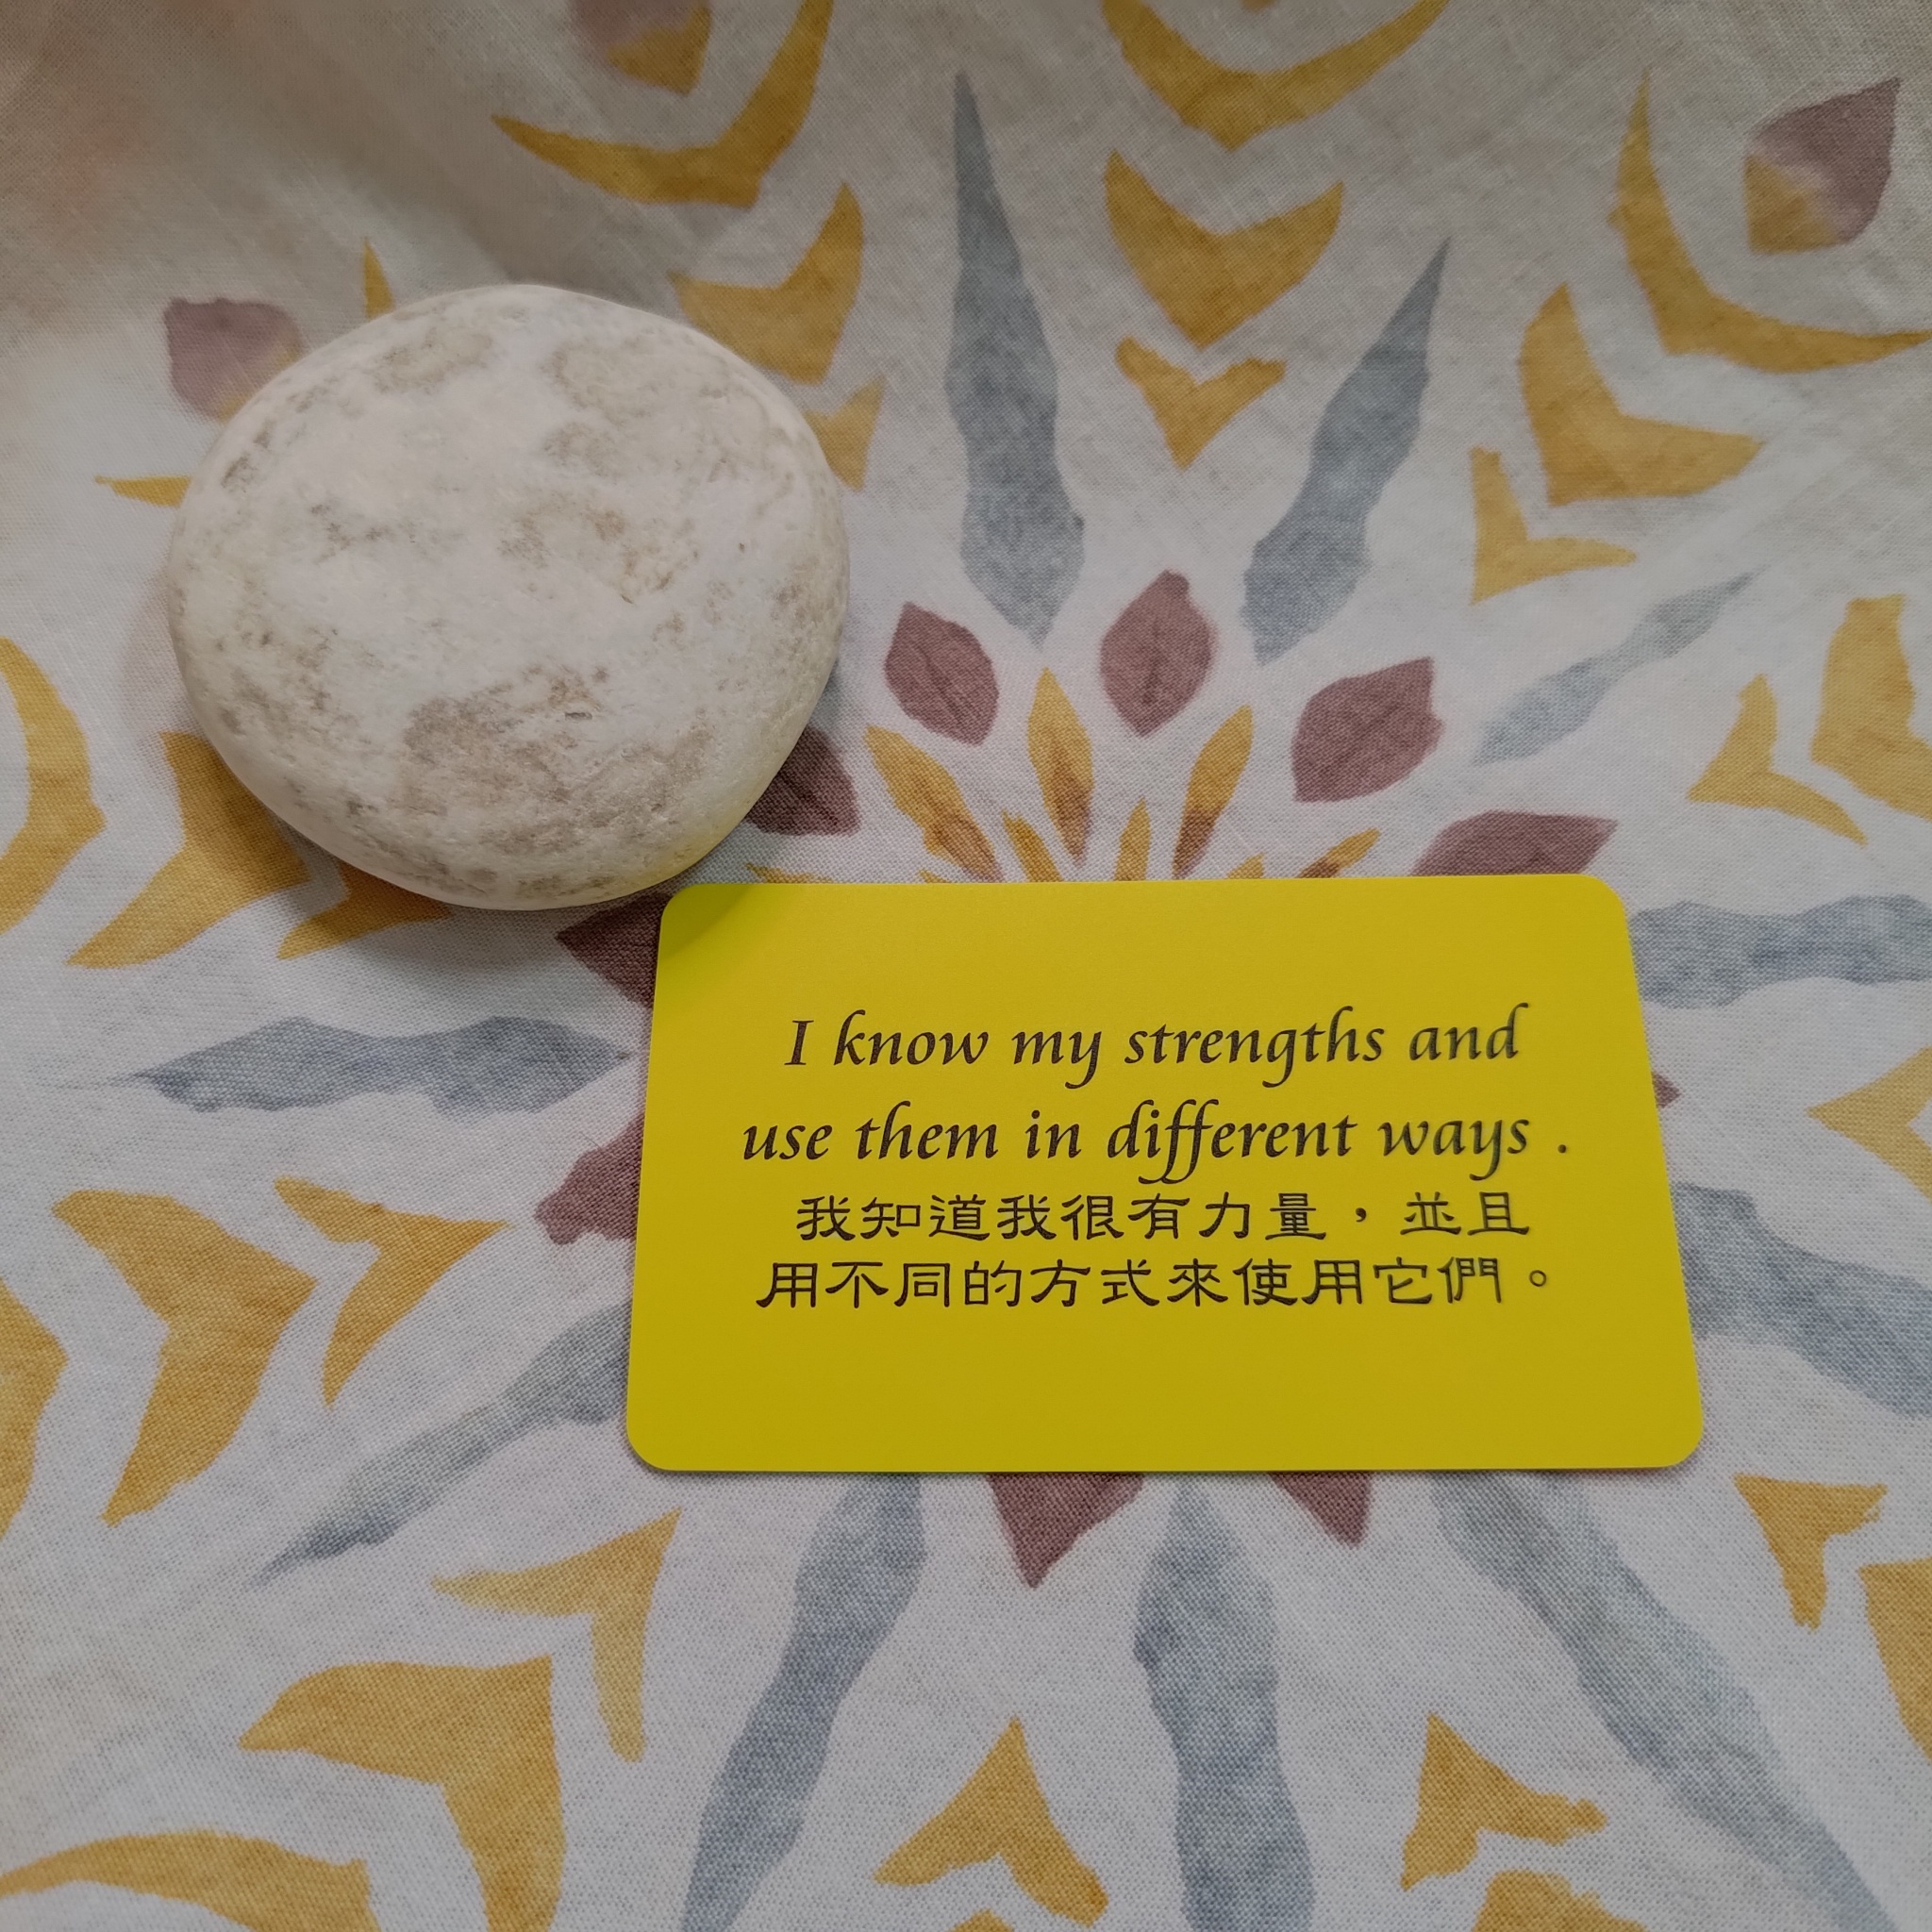 I know my strengths and
use them in different ways .
我知道我很有力量，並且
用不同的方式來使用它們。